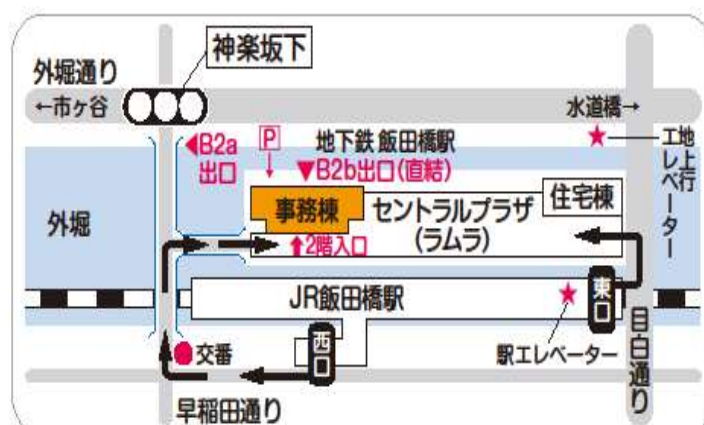 神楽坂下
外堀通り
←市ヶ谷
水道橋→
◀B2a
出口
P
地下鉄 飯田橋駅
▼B2b出口(直結)
★
地上行
エレベーター
事務棟
セントラルプラザ
(ラムラ)
住宅棟
外堀
⬆2階入口
JR飯田橋駅
★
東口
西口
交番
駅エレベーター
目白通り
早稲田通り